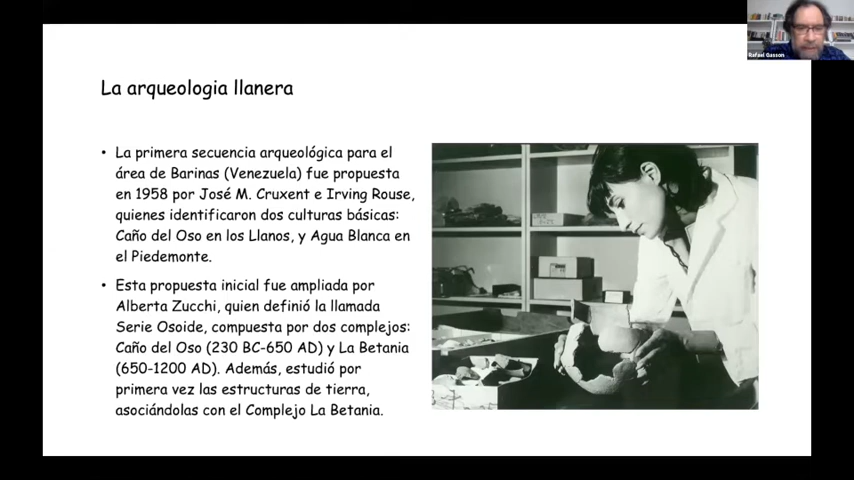 Rafael Gasson
La arqueologia llanera
• La primera secuencia arqueológica para el
área de Barinas (Venezuela) fue propuesta
en 1958 por José M. Cruxent e Irving Rouse,
quienes identificaron dos culturas básicas:
Caño del Oso en los Llanos, y Agua Blanca en
el Piedemonte.
• Esta propuesta inicial fue ampliada por
Alberta Zucchi, quien definió la llamada
Serie Osoide, compuesta por dos complejos:
Caño del Oso (230 BC-650 AD) y La Betania
(650-1200 AD). Además, estudió por
primera vez las estructuras de tierra,
asociándolas con el Complejo La Betania.